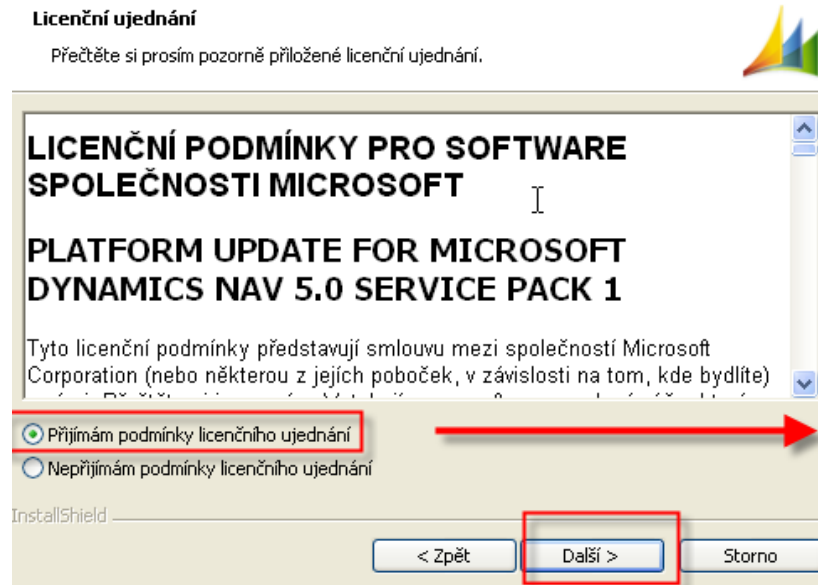 Licenční ujednání
Přečtěte si prosím pozorně přiložené licenční ujednání.
LICENČNÍ PODMÍNKY PRO SOFTWARE
SPOLEČNOSTI MICROSOFT
PLATFORM UPDATE FOR MICROSOFT
DYNAMICS NAV 5.0 SERVICE PACK 1
Tyto licenční podmínky představují smlouvu mezi společností Microsoft
Corporation (nebo některou z jejích poboček, v závislosti na tom, kde bydlíte)
Přijímám podmínky licenčního ujednání
Nepřijímám podmínky licenčního ujednání
InstallShield
< Zpět
Další >
Storno